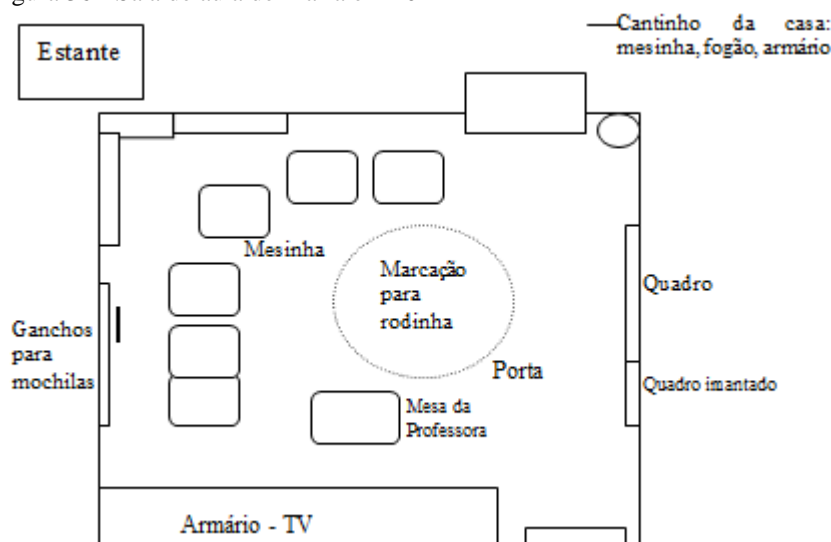 Estante
Cantinho da casa:
mesinha, fogão, armário
Mesinha
Marcação
para
rodinha
Quadro
Ganchos
para
mochilas
Porta
Quadro imantado
Mesa da
Professora
Armário - TV